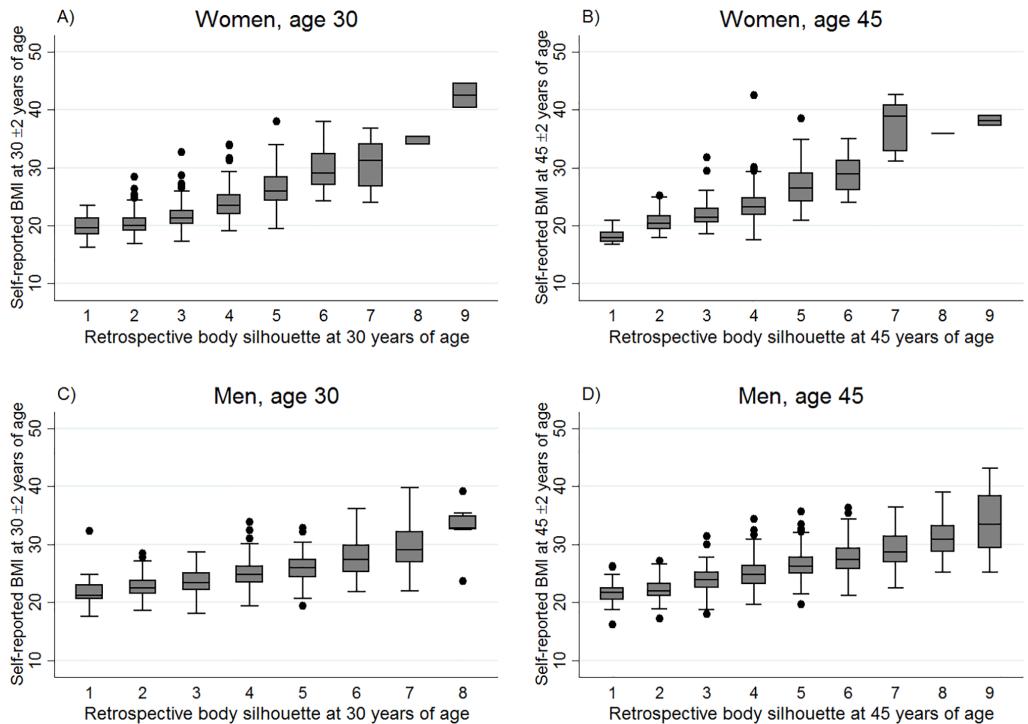 A) Women, age 30
Self-reported BMI at 30 ±2 years of age
50
40
30
20
10
1 2 3 4 5 6 7 8 9
Retrospective body silhouette at 30 years of age
B) Women, age 45
Self-reorted BMI at 45 ±2 years of age
50
40
30
20
10
1 2 3 4 5 6 7 8 9
Retrospective body silhouette at 45 years of age
C) Men, age 30
Self-reported BMI at 30 ±2 years of age
50
40
30
20
10
1 2 3 4 5 6 7 8
Retrospective body silhouette at 30 years of age
D) Men, age 45
Self-reported BMI at 45 ±2 years of age
50
40
30
20
10
1 2 3 4 5 6 7 8 9
Retrospective body silhouette at 45 years of age